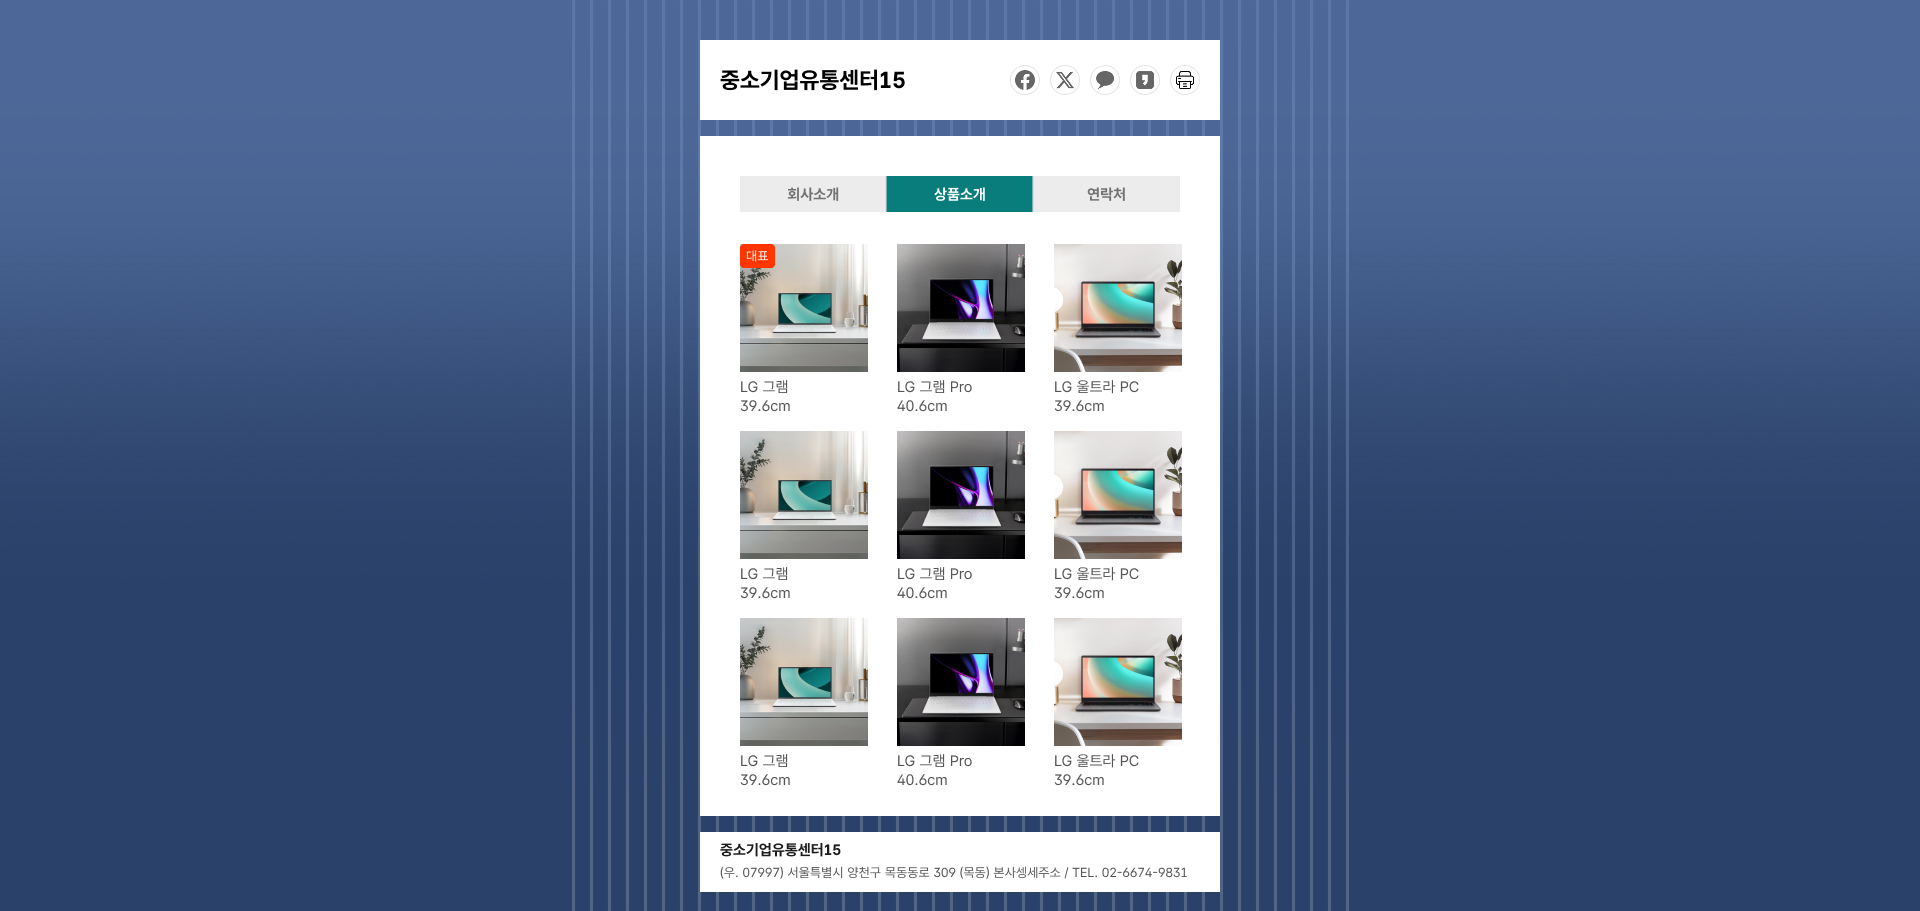 중소기업유통센터15
회사소개
상품소개
연락처
대표
LG 그램
39.6cm
LG 그램 Pro
40.6cm
LG 울트라 PC
39.6cm
LG 그램
39.6cm
LG 그램 Pro
40.6cm
LG 울트라 PC
39.6cm
LG 그램
39.6cm
LG 그램 Pro
40.6cm
LG 울트라 PC
39.6cm
중소기업유통센터15
(우. 07997) 서울특별시 양천구 목동동로 309 (목동) 본사셍세주소 / TEL. 02-6674-9831